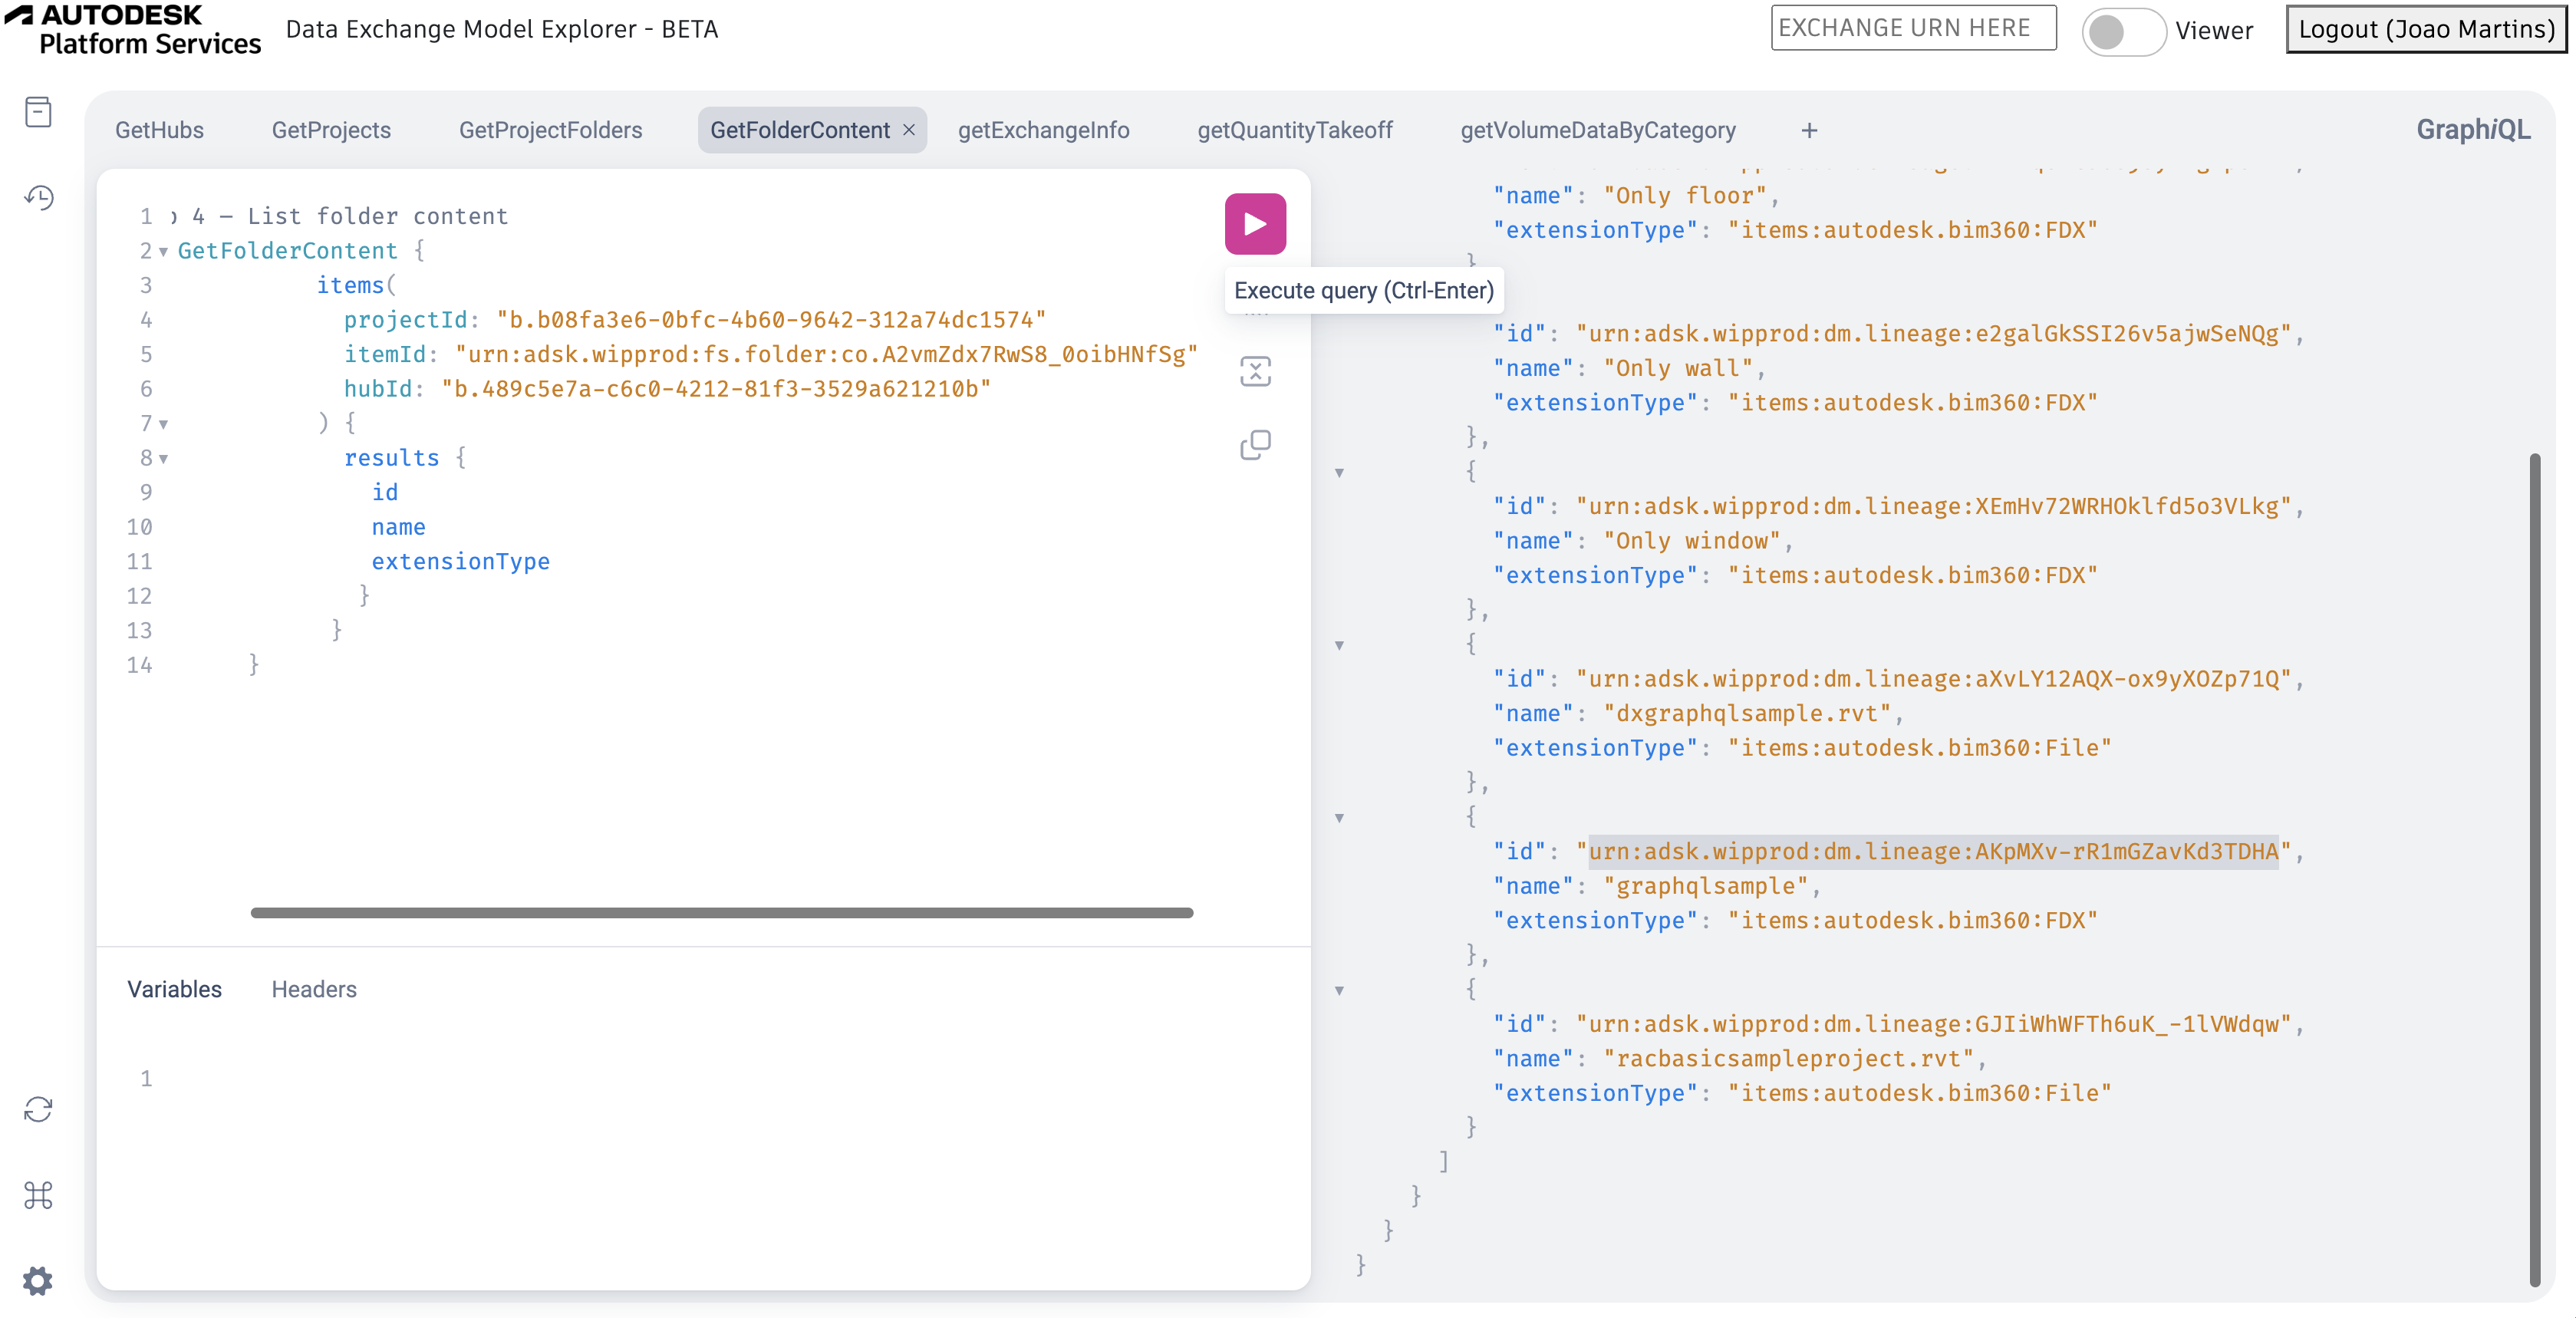 AUTODESK
Platform Services
Data Exchange Model Explorer - BETA
EXCHANGE URN HERE
Viewer
Logout (Joao Martins)
GetHubs
GetProjects
GetProjectFolders
GetFolderContent ×
getExchangeInfo
getQuantityTakeoff
getVolumeDataByCategory
+
GraphiQL
1 4 – List folder content
2 GetFolderContent {
3 items(
4 projectId: "b.b08fa3e6-0bfc-4b60-9642-312a74dc1574"
5 itemId: "urn:adsk.wipprod:fs.folder:co.A2vmZdx7RwS8_0oibHNfSg"
6 hubId: "b.489c5e7a-c6c0-4212-81f3-3529a621210b"
7 ) {
8 results {
9 id
10 name
11 extensionType
12 }
13 }
14 }
Execute query (Ctrl-Enter)
Variables
Headers
1
"name": "Only floor",
"extensionType": "items:autodesk.bim360:FDX"
}
"id": "urn:adsk.wipprod:dm.lineage:e2galGkSSI26v5ajwSeNQg",
"name": "Only wall",
"extensionType": "items:autodesk.bim360:FDX"
},
{
"id": "urn:adsk.wipprod:dm.lineage:XEmHv72WRHOklfd5o3VLkg",
"name": "Only window",
"extensionType": "items:autodesk.bim360:FDX"
},
{
"id": "urn:adsk.wipprod:dm.lineage:aXvLY12AQX-ox9yXOZp71Q",
"name": "dxgraphqlsample.rvt",
"extensionType": "items:autodesk.bim360:File"
},
{
"id": "urn:adsk.wipprod:dm.lineage:AKpMXv-rR1mGZavKd3TDHA",
"name": "graphqlsample",
"extensionType": "items:autodesk.bim360:FDX"
},
{
"id": "urn:adsk.wipprod:dm.lineage:GJIiWhWFTh6uK_-1lVWdqw",
"name": "racbasicsampleproject.rvt",
"extensionType": "items:autodesk.bim360:File"
}
]
}
}
}